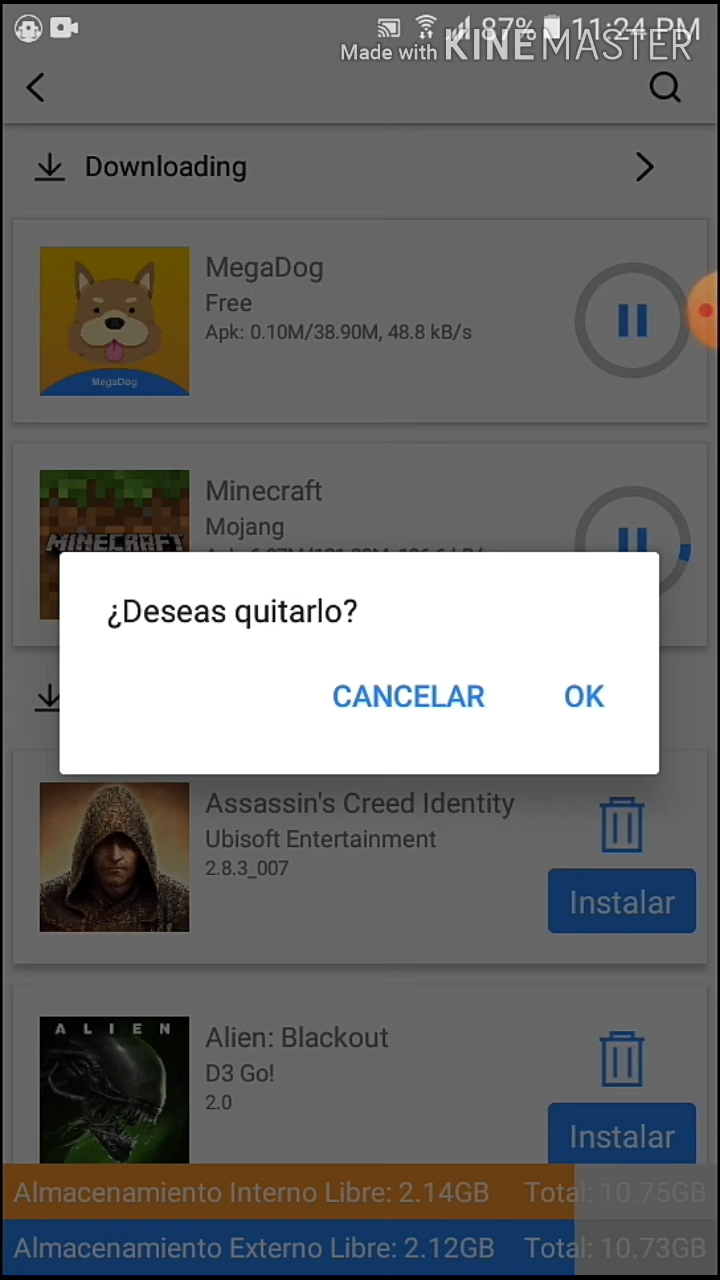 87% 11:24 PM
Made with KINEMASTER
Downloading
MegaDog
Free
Apk: 0.10M/38.90M, 48.8 kB/s
MegaDog
Minecraft
Mojang
MINECRAFT
¿Deseas quitarlo?
CANCELAR OK
Assassin's Creed Identity
Ubisoft Entertainment
2.8.3_007
Instalar
ALIEN
Alien: Blackout
D3 Go!
2.0
Instalar
Almacenamiento Interno Libre: 2.14GB Total: 10.75GB
Almacenamiento Externo Libre: 2.12GB Total: 10.73GB